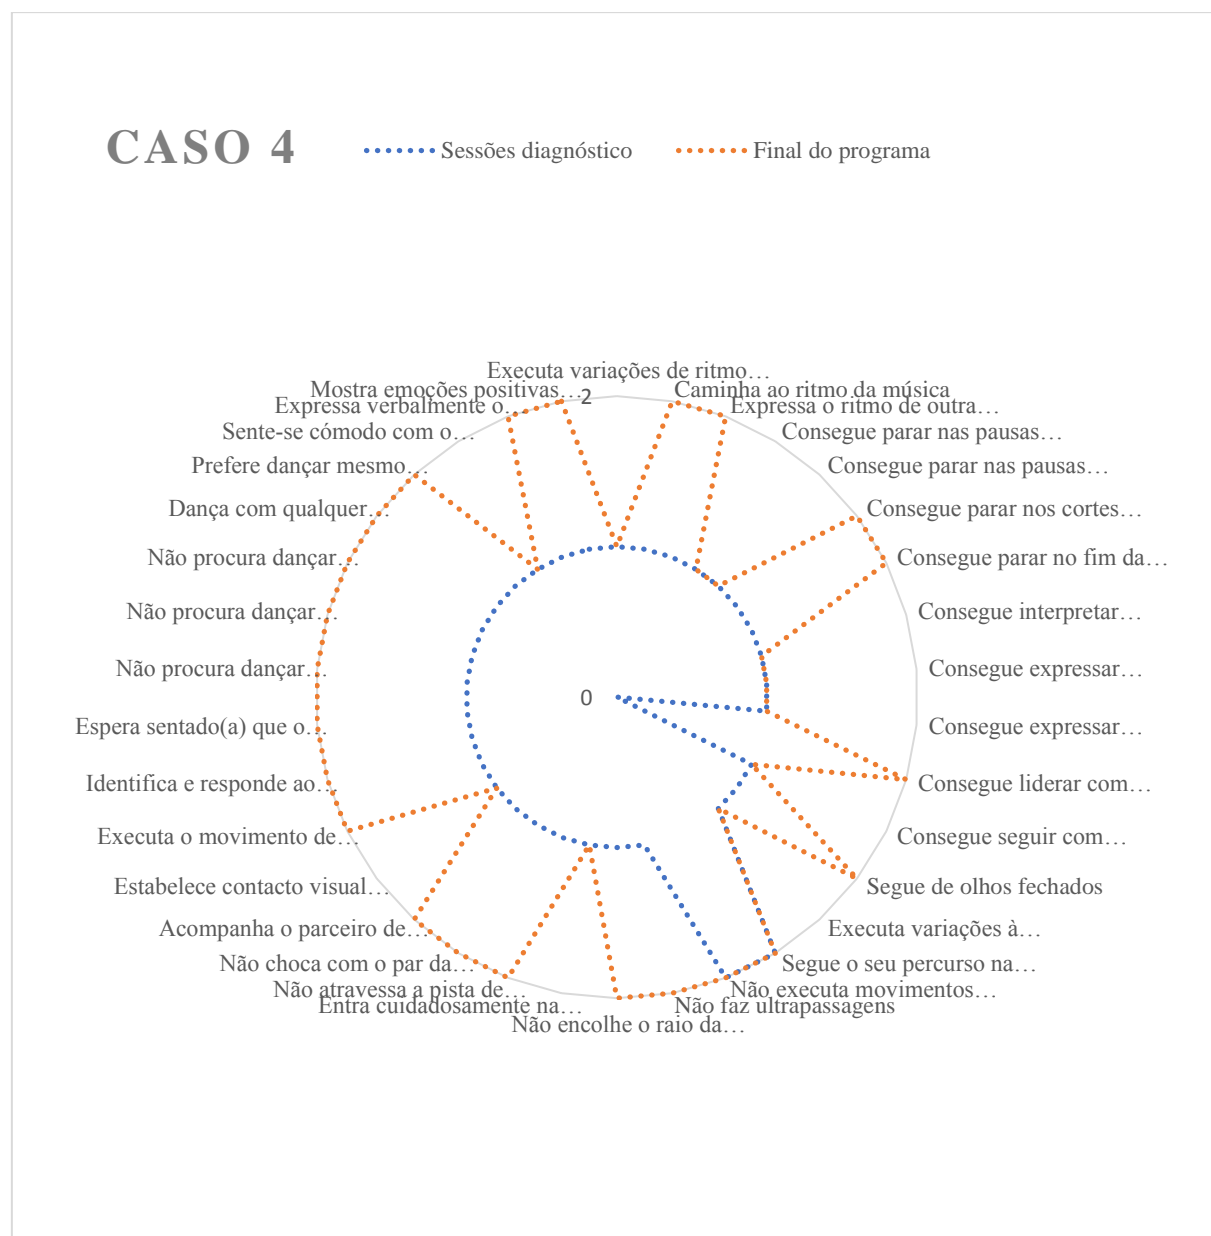 CASO 4
Sessões diagnóstico
Final do programa
Executa variações de ritmo…
Caminha ao ritmo da música
Expressa o ritmo de outra…
Consegue parar nas pausas…
Consegue parar nas pausas…
Consegue parar nos cortes…
Consegue parar no fim da…
Consegue interpretar…
Consegue expressar…
Consegue expressar…
Consegue liderar com…
Consegue seguir com…
Segue de olhos fechados
Executa variações à…
Segue o seu percurso na…
Não executa movimentos…
Não faz ultrapassagens
Não encolhe o raio da…
Entra cuidadosamente na…
Não atravessa a pista de…
Não choca com o par da…
Acompanha o parceiro de…
Estabelece contacto visual…
Executa o movimento de…
Identifica e responde ao…
Espera sentado(a) que o…
Não procura dançar…
Não procura dançar…
Não procura dançar…
Dança com qualquer…
Prefere dançar mesmo…
Sente-se cómodo com o…
Expressa verbalmente o…
Mostra emoções positivas…
2
0